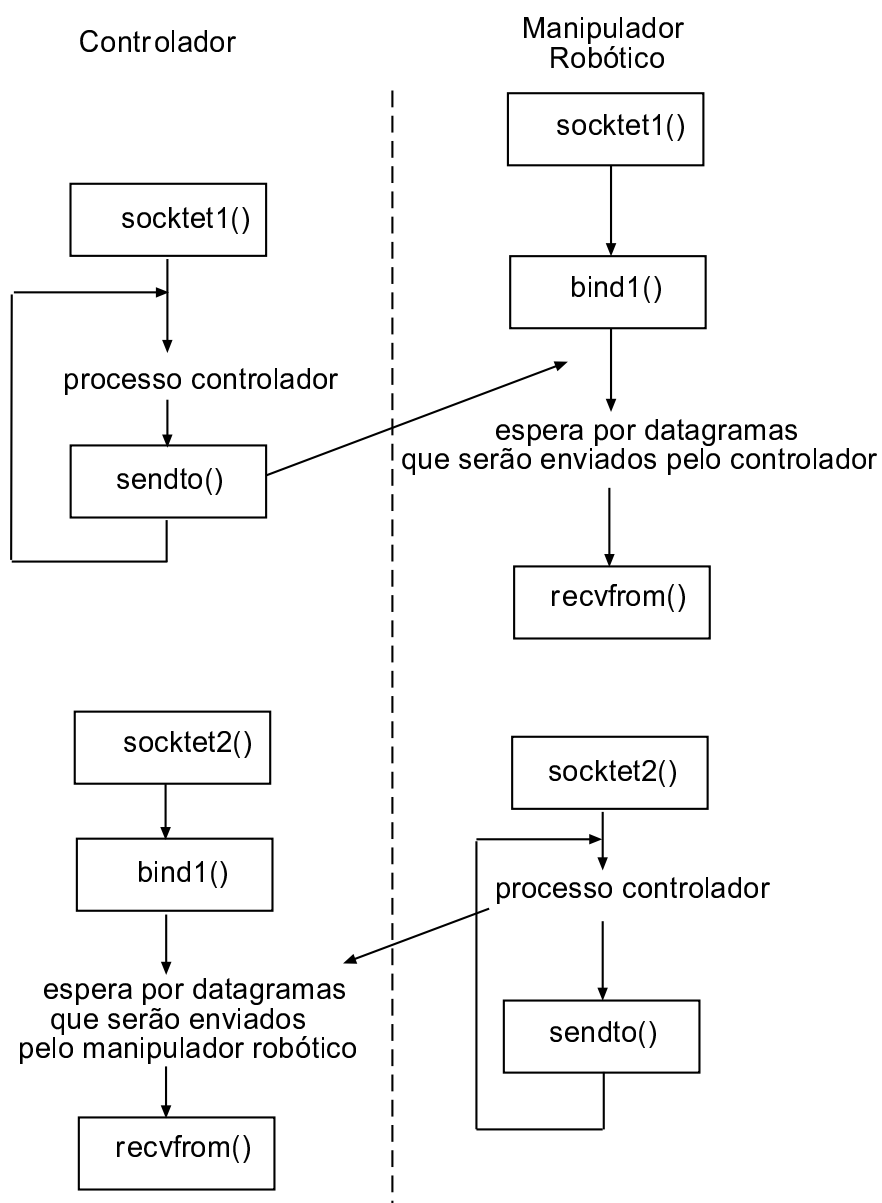 Controlador
Manipulador
Robótico
socktet1()
socktet1()
bind1()
processo controlador
espera por datagramas
que serão enviados pelo controlador
sendto()
recvfrom()
socktet2()
socktet2()
bind1()
processo controlador
espera por datagramas
que serão enviados
pelo manipulador robótico
sendto()
recvfrom()